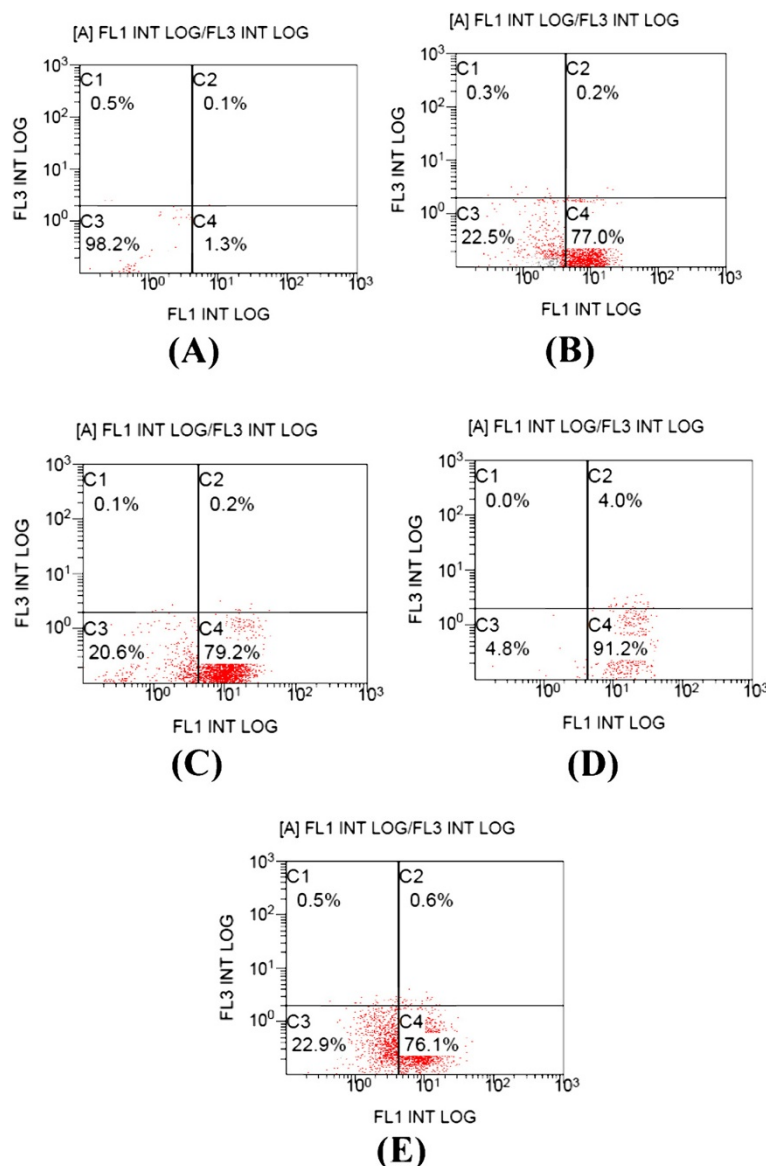 [A] FL1 INT LOG/FL3 INT LOG
10³
C1
C2
0.5%
0.1%
10²
FL3 INT LOG
10¹
10⁰
C3
C4
98.2%
1.3%
10⁰ 10¹ 10² 10³
FL1 INT LOG
(A)
[A] FL1 INT LOG/FL3 INT LOG
10³
C1
C2
0.3%
0.2%
10²
FL3 INT LOG
10¹
10⁰
C3
C4
22.5%
77.0%
10⁰ 10¹ 10² 10³
FL1 INT LOG
(B)
[A] FL1 INT LOG/FL3 INT LOG
10³
C1
C2
0.1%
0.2%
10²
FL3 INT LOG
10¹
10⁰
C3
C4
20.6%
79.2%
10⁰ 10¹ 10² 10³
FL1 INT LOG
(C)
[A] FL1 INT LOG/FL3 INT LOG
10³
C1
C2
0.0%
4.0%
10²
FL3 INT LOG
10¹
10⁰
C3
C4
4.8%
91.2%
10⁰ 10¹ 10² 10³
FL1 INT LOG
(D)
[A] FL1 INT LOG/FL3 INT LOG
10³
C1
C2
0.5%
0.6%
10²
FL3 INT LOG
10¹
10⁰
C3
C4
22.9%
76.1%
10⁰ 10¹ 10² 10³
FL1 INT LOG
(E)